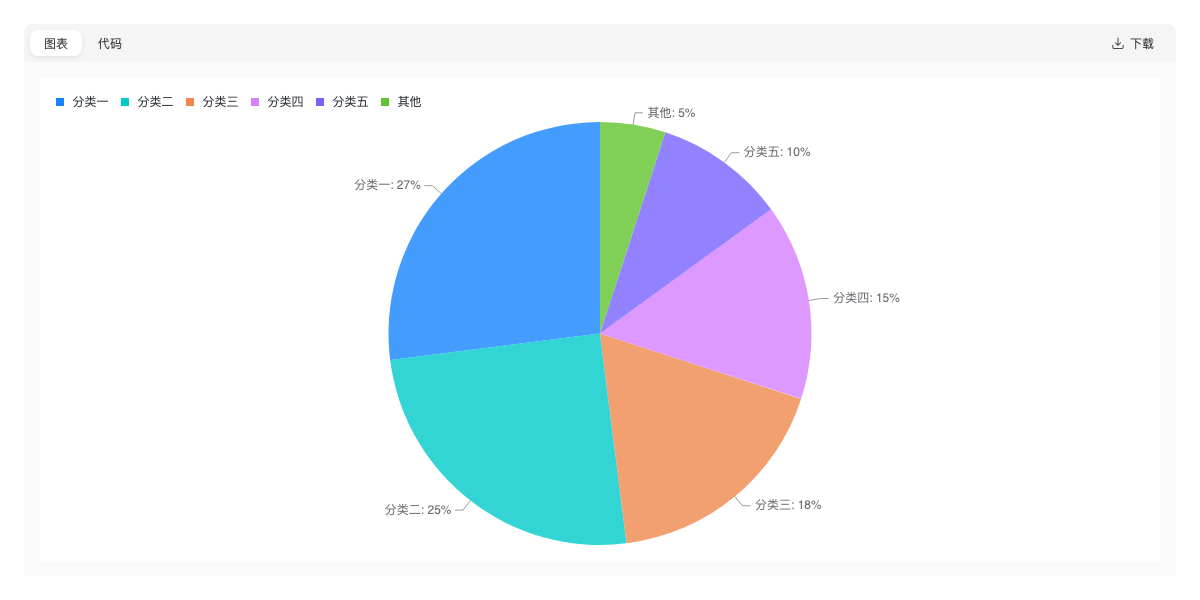 图表 代码 下载
分类一 分类二 分类三 分类四 分类五 其他
其他: 5%
分类五: 10%
分类一: 27%
分类四: 15%
分类三: 18%
分类二: 25%